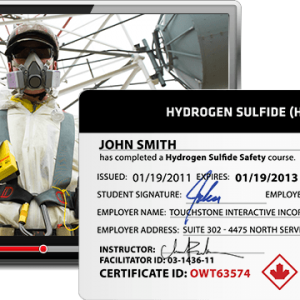 HYDROGEN SULFIDE (H
JOHN SMITH
has completed a Hydrogen Sulfide Safety course.
ISSUED: 01/19/2011 EXPIRES: 01/19/2013
STUDENT SIGNATURE: John EMPLOYE
EMPLOYER NAME: TOUCHSTONE INTERACTIVE INCOR
EMPLOYER ADDRESS: SUITE 302 - 4475 NORTH SERV
INSTRUCTOR:
FACILITATOR ID: 03-1436-11
CERTIFICATE ID: OWT63574